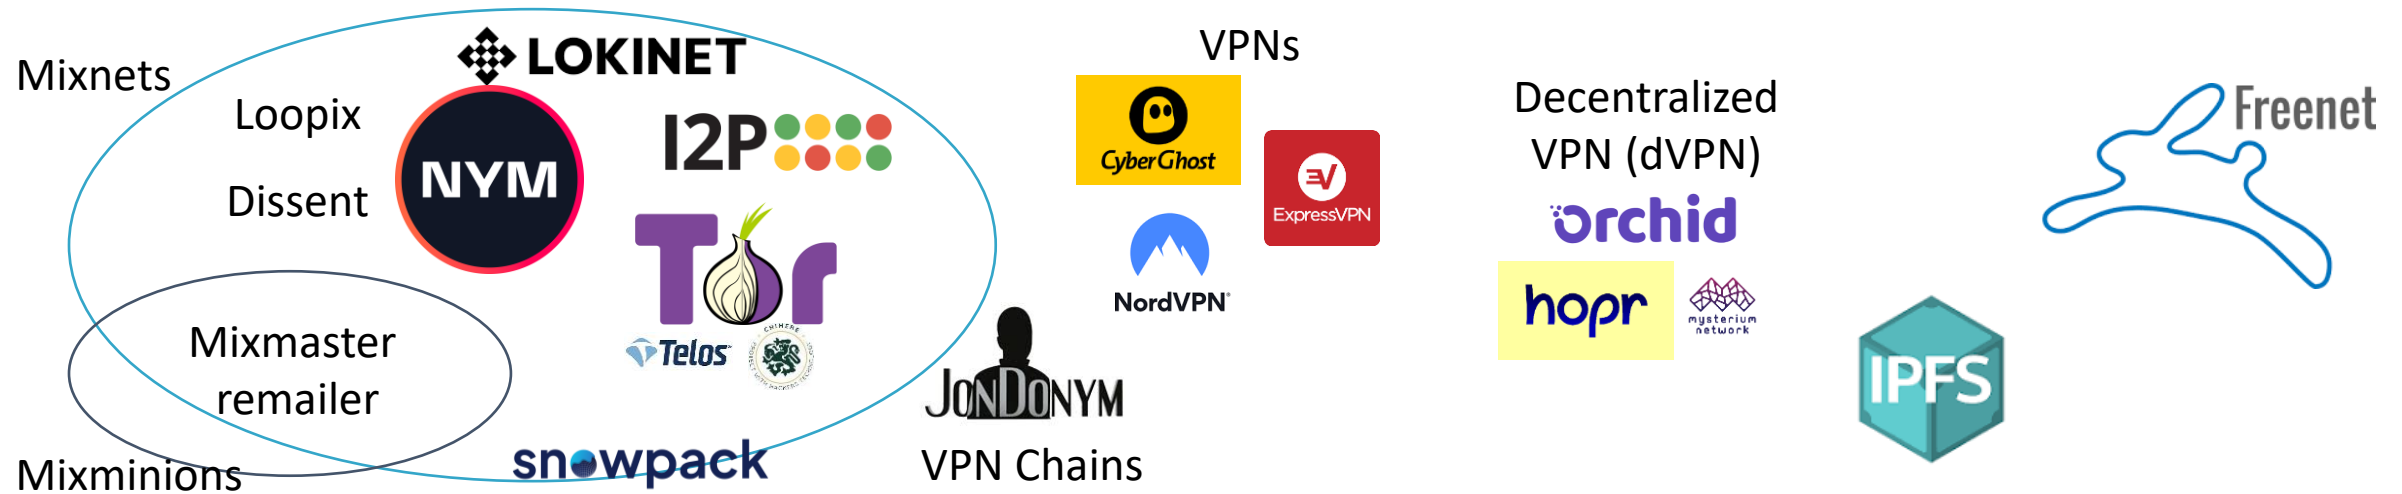 Mixnets
LOKINET
Loopix
NYM
Dissent
I2P
Tor
Telos
CHIHERE
Mixmaster
remailer
Mixminions
snowpack
JONDONYM
VPN Chains
VPNs
CyberGhost
ExpressVPN
NordVPN®
Decentralized
VPN (dVPN)
orchid
hopr
mysterium
network
Freenet
IPFS